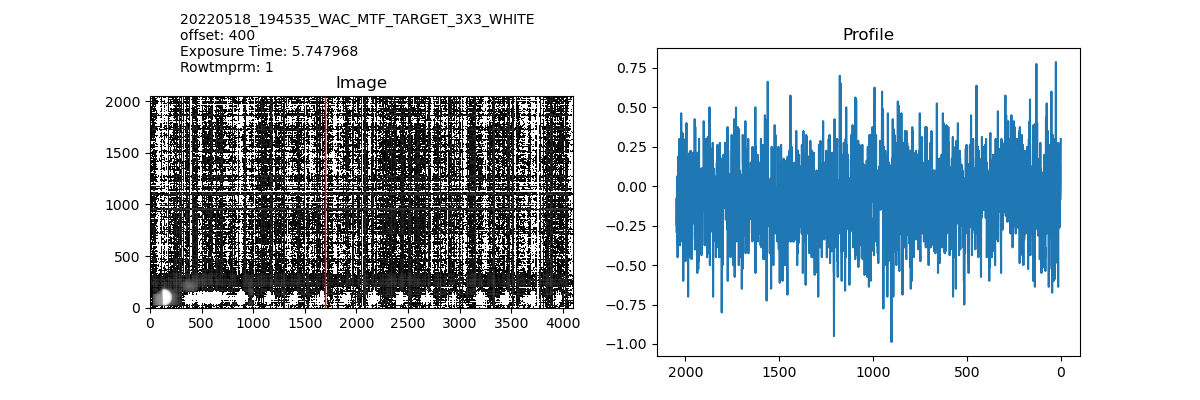 20220518_194535_WAC_MTF_TARGET_3X3_WHITE
offset: 400
Exposure Time: 5.747968
Rowtmprm: 1
Image
2000
1500
1000
500
0
0 500 1000 1500 2000 2500 3000 3500 4000
Profile
0.75
0.50
0.25
0.00
−0.25
−0.50
−0.75
−1.00
2000 1500 1000 500 0